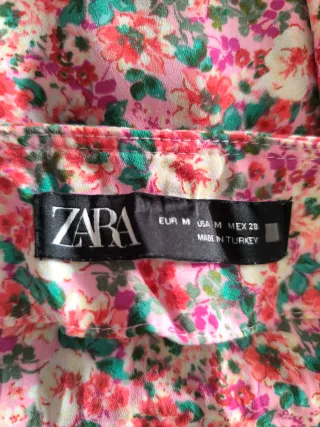 ZARA
EUR M USA M MEX 28
MADE IN TURKEY